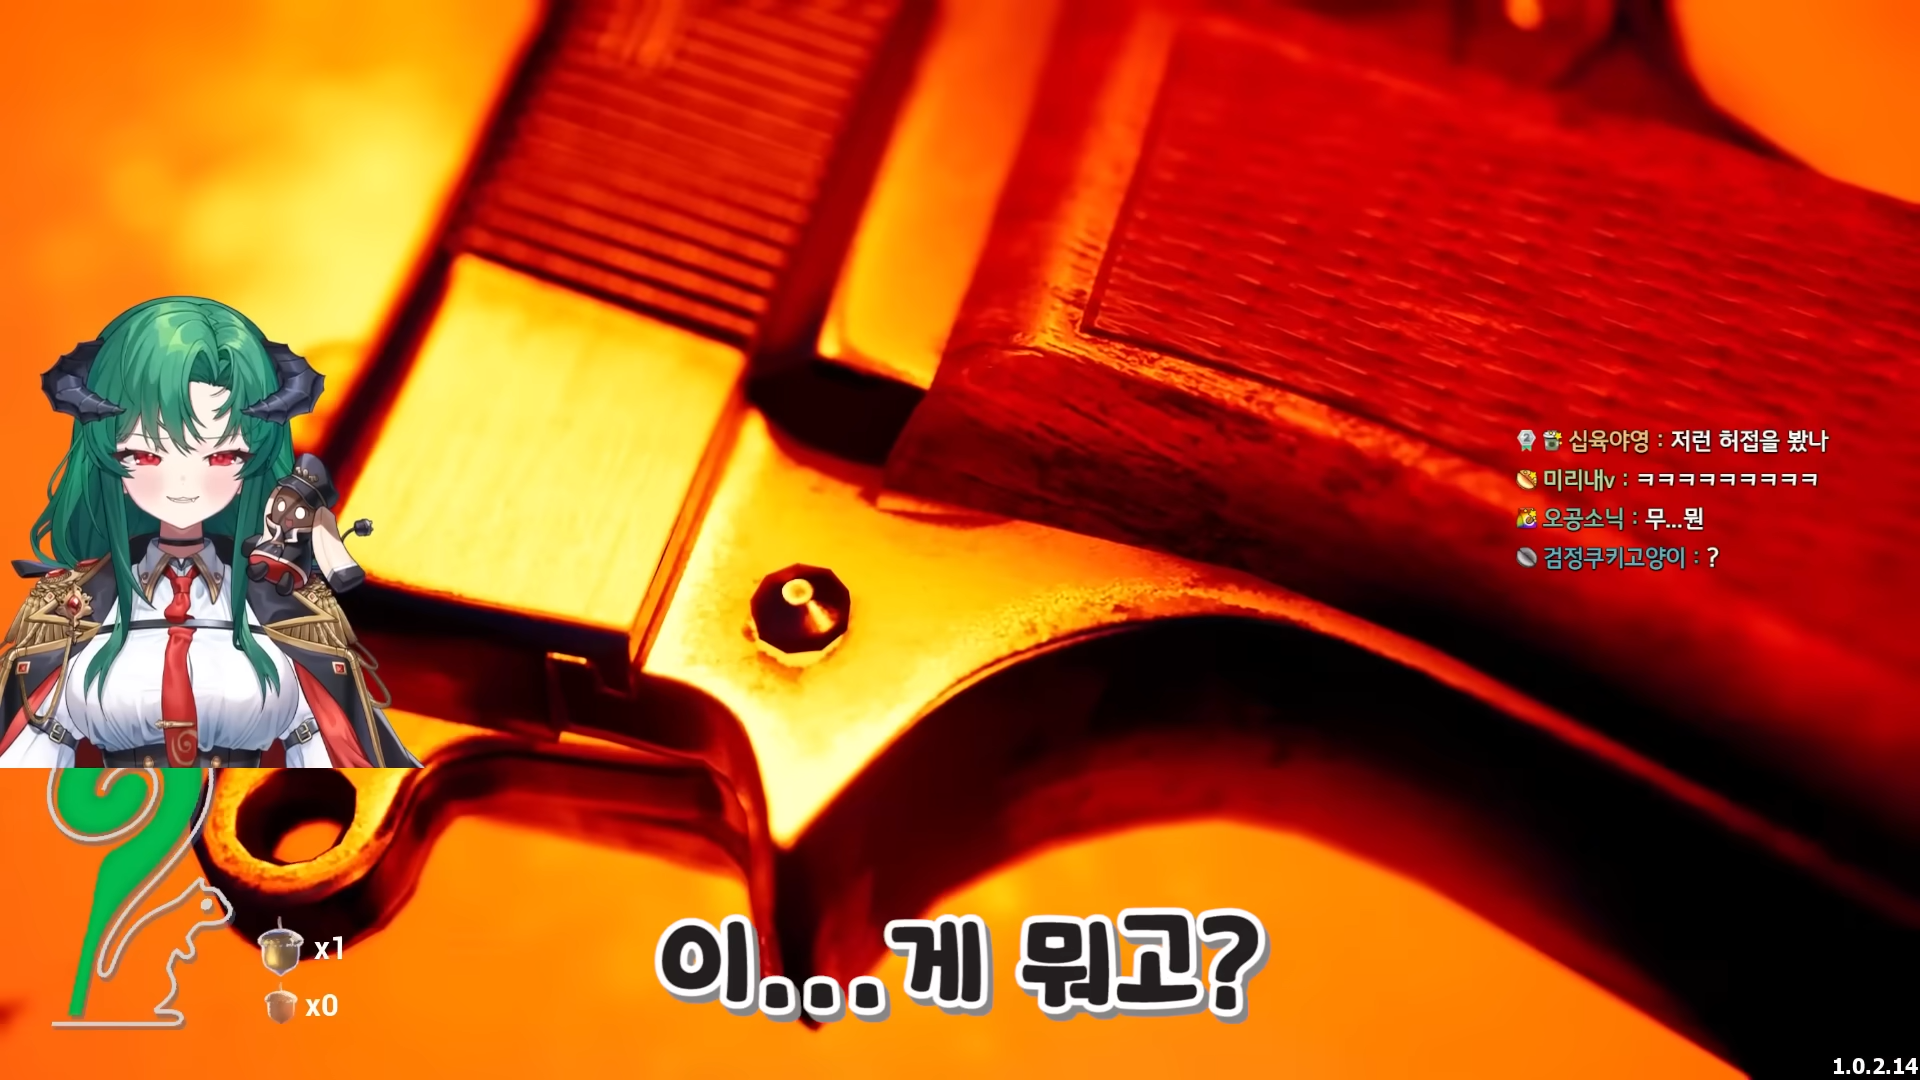 십육야영 : 저런 허접을 봤나
미리내v : ㅋㅋㅋㅋㅋㅋㅋㅋㅋ
오공소닉 : 무...뭔
검정쿠키고양이 : ?
x1
x0
이...게 뭐고?
1.0.2.14